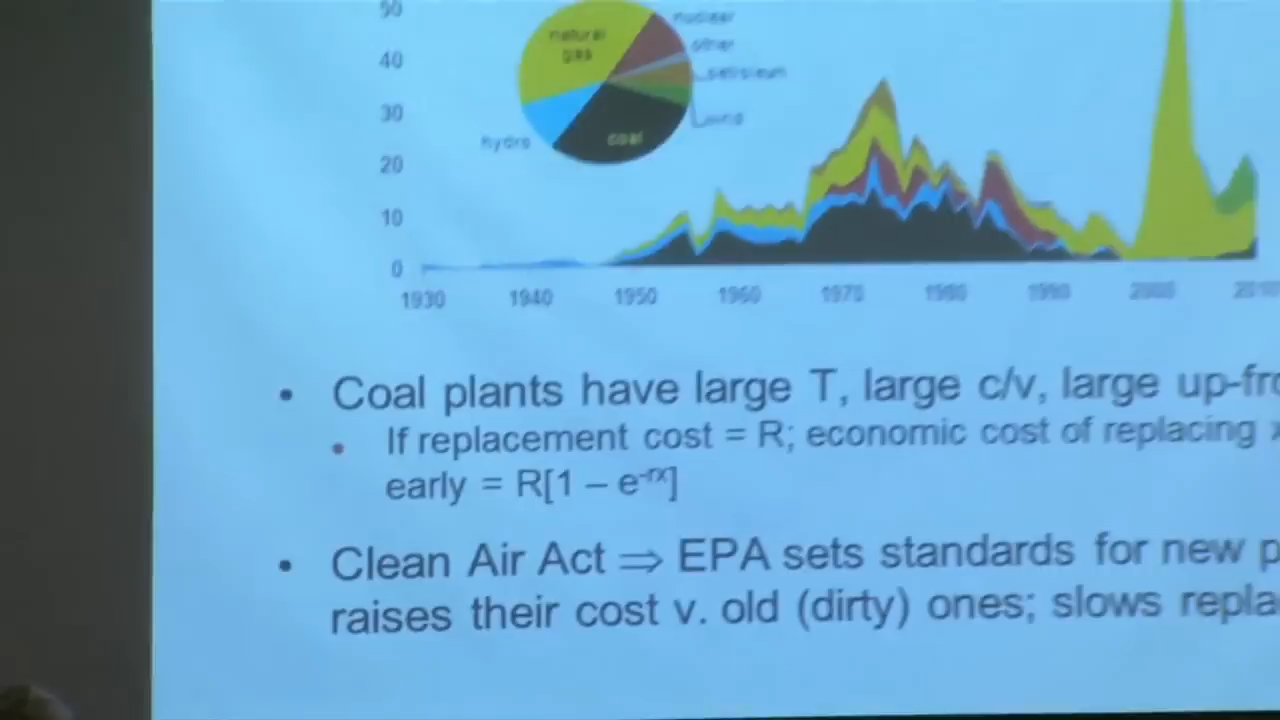 50
natural
gas
nuclear
other
petroleum
40
30
wind
hydro
coal
20
10
0
1930 1940 1950 1960 1970 1980 1990 2000 2010
• Coal plants have large T, large c/v, large up-fro
• If replacement cost = R; economic cost of replacing x
early = R[1 – e-rx]
• Clean Air Act ⇒ EPA sets standards for new p
raises their cost v. old (dirty) ones; slows repla